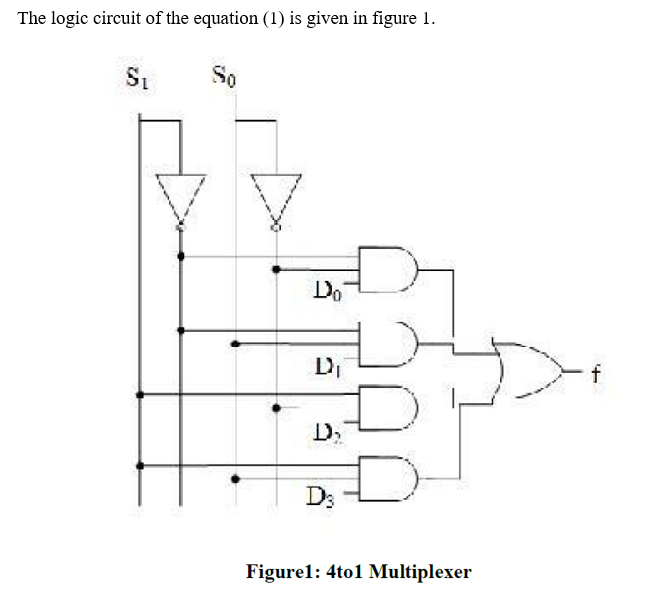 The logic circuit of the equation (1) is given in figure 1.
S₁ S₀
D₀
D₁
f
D₂
D₃
Figure1: 4to1 Multiplexer